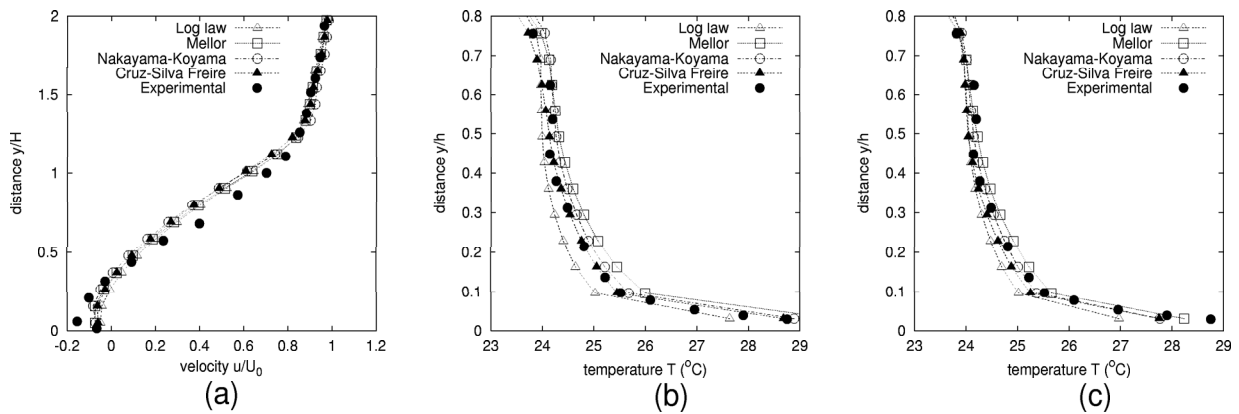 2
1.5
1
0.5
0
distance y/H
-0.2 0 0.2 0.4 0.6 0.8 1 1.2
velocity u/U0
Log law
Mellor
Nakayama-Koyama
Cruz-Silva Freire
Experimental
(a)
0.8
0.7
0.6
0.5
0.4
0.3
0.2
0.1
0
distance y/h
23 24 25 26 27 28 29
temperature T (°C)
Log law
Mellor
Nakayama-Koyama
Cruz-Silva Freire
Experimental
(b)
0.8
0.7
0.6
0.5
0.4
0.3
0.2
0.1
0
distance y/h
23 24 25 26 27 28 29
temperature T (°C)
Log law
Mellor
Nakayama-Koyama
Cruz-Silva Freire
Experimental
(c)